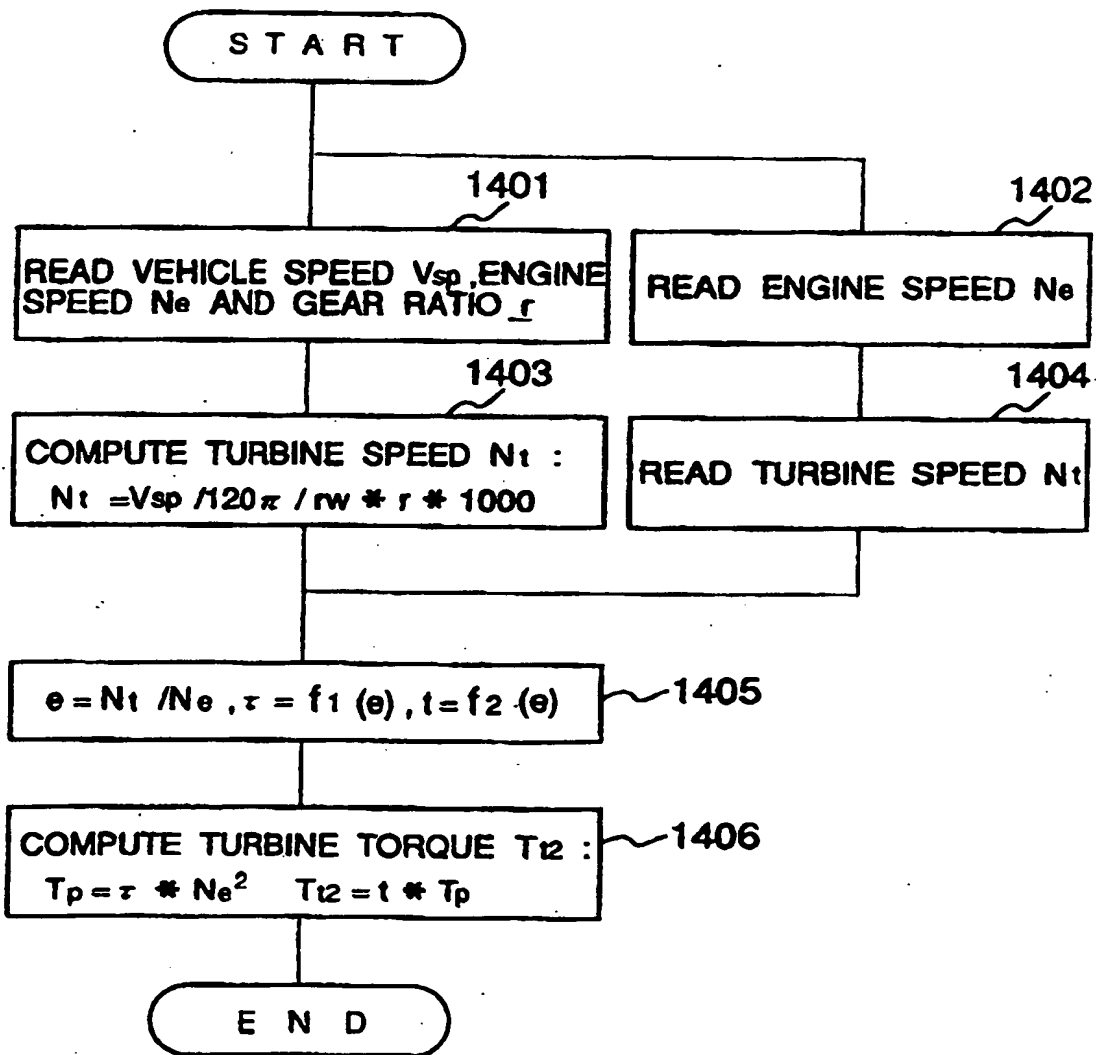 START
1401
1402
READ VEHICLE SPEED Vsp, ENGINE
SPEED Ne AND GEAR RATIO r
READ ENGINE SPEED Ne
1403
1404
COMPUTE TURBINE SPEED Nt :
Nt = Vsp /120π / rw * r * 1000
READ TURBINE SPEED Nt
e = Nt /Ne , τ = f1 (e) , t = f2 (e)
1405
COMPUTE TURBINE TORQUE Tt2 :
1406
Tp = τ * Ne² Tt2 = t * Tp
END